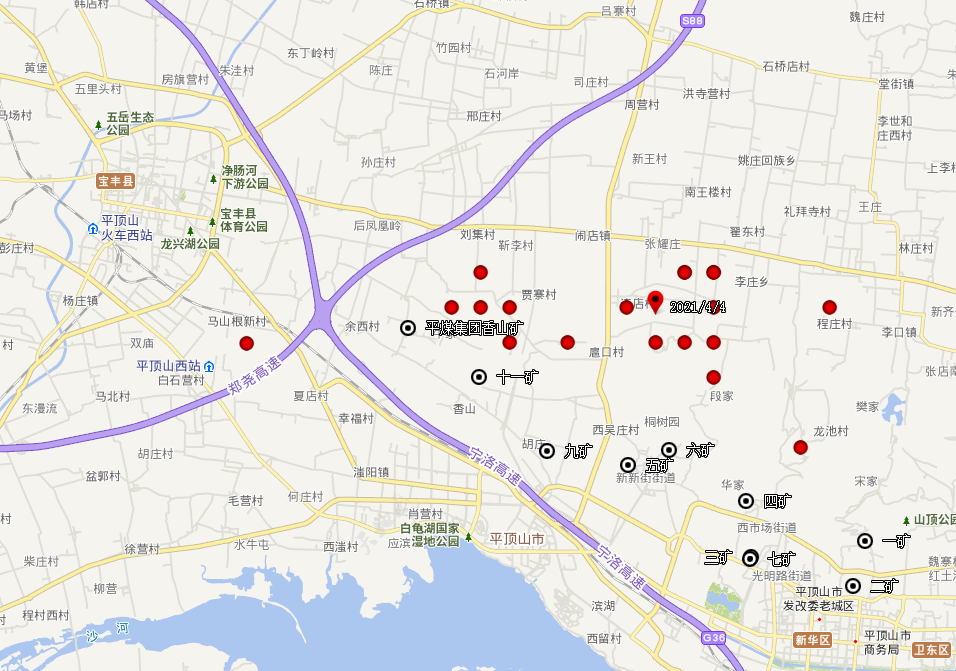 韩店村
石桥镇
吕寨村
魏庄村
S88
竹园村
东丁岭村
黄堡
朱洼村
陈庄
石河岸
司庄村
石桥店村
房旗营村
五里头村
堂街镇
洪寺营村
周营村
马场村
五岳生态
公园
邢庄村
李世和
庄西村
孙庄村
新王村
姚庄回族乡
上李村
净肠河
下游公园
宝丰县
南王楼村
平顶山
火车西站
宝丰县
体育公园
后凤凰岭
礼拜寺村
王庄
龙兴湖公园
刘集村
闹店镇
翟东村
靳李村
张耀庄
彭庄村
林庄村
李庄乡
杨庄镇
贾寨村
2021/4/4
马山根新村
余西村
平煤集团香山矿
程庄村
新齐
李口镇
村
双庙
扈口村
平顶山西站
白石营村
郑尧高速
十一矿
张店南
马北村
夏店村
段家
东漫流
香山
樊家
幸福村
桐树园
西吴庄村
龙池村
胡庄村
胡庄
九矿
六矿
宁洛高速
五矿
盆郭村
滍阳镇
新新街街道
华家
宋家
毛营村
何庄村
四矿
村
肖营村
山顶公园
白龟湖国家
湿地公园
西市场街道
平顶山市
水牛屯
应滨
西滍村
一矿
徐营村
宁洛高速
三矿
七矿
柴庄村
魏寨村
光明路街道
红土
柳营
二矿
平顶山市
发改委老城区
程村西村
滨湖
沙河
西留村
G36
新华区
平顶山市
商务局
卫东区